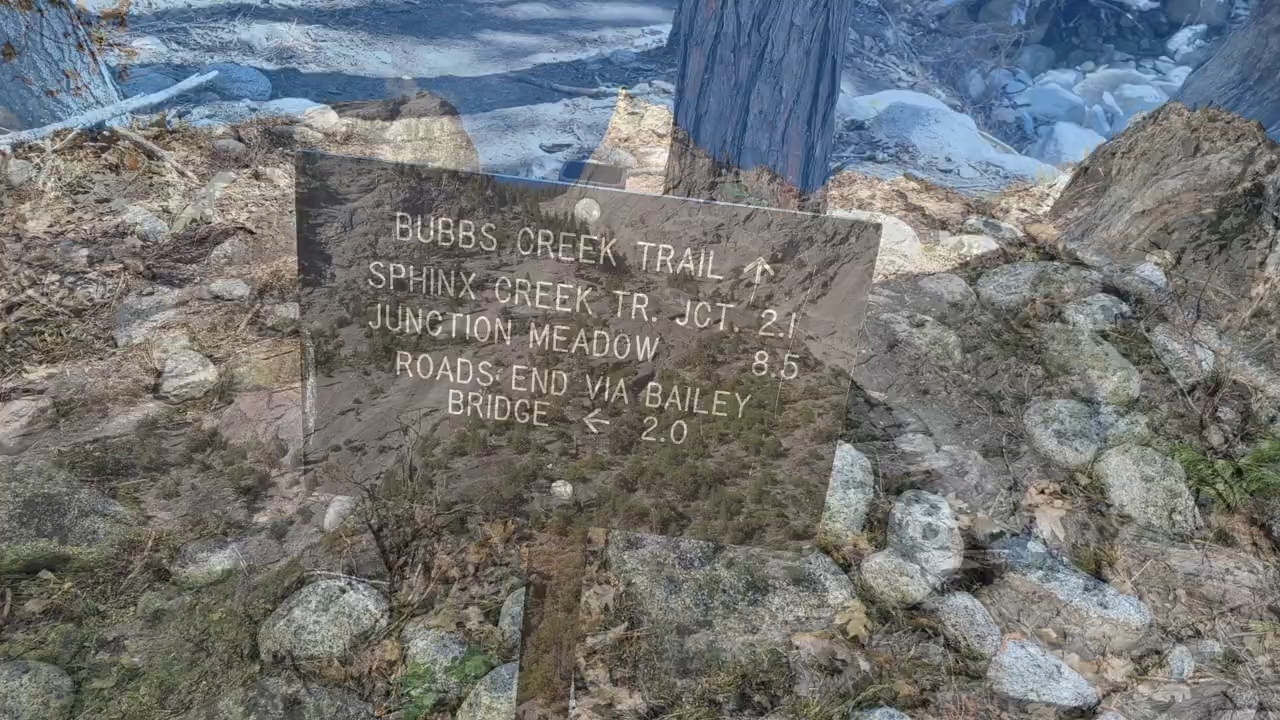 BUBBS CREEK TRAIL ↑
SPHINX CREEK TR. JCT. 2.1
JUNCTION MEADOW 8.5
ROADS END VIA BAILEY
BRIDGE ← 2.0